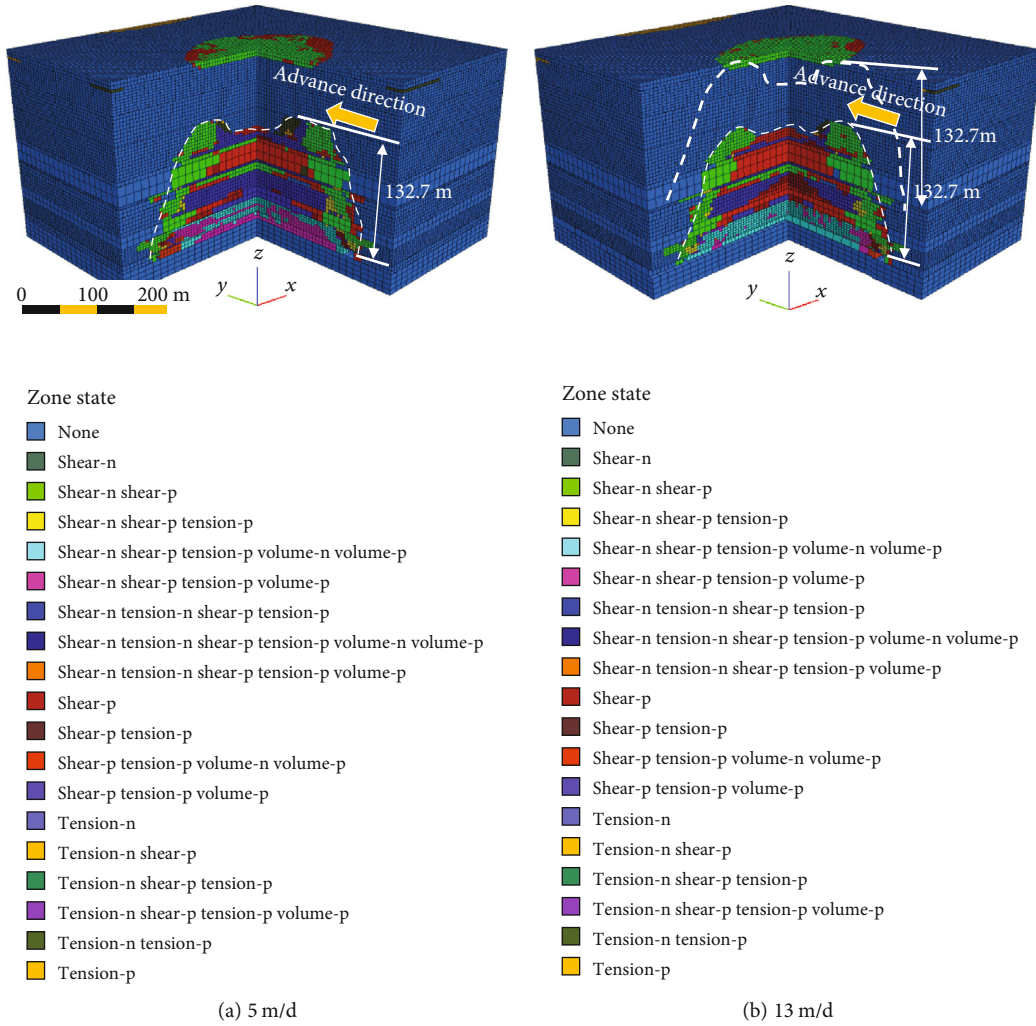 Advance direction
132.7 m
z
y
x
0 100 200 m
Zone state
None
Shear-n
Shear-n shear-p
Shear-n shear-p tension-p
Shear-n shear-p tension-p volume-n volume-p
Shear-n shear-p tension-p volume-p
Shear-n tension-n shear-p tension-p
Shear-n tension-n shear-p tension-p volume-n volume-p
Shear-n tension-n shear-p tension-p volume-p
Shear-p
Shear-p tension-p
Shear-p tension-p volume-n volume-p
Shear-p tension-p volume-p
Tension-n
Tension-n shear-p
Tension-n shear-p tension-p
Tension-n shear-p tension-p volume-p
Tension-n tension-p
Tension-p
(a) 5 m/d
Advance direction
132.7m
132.7 m
z
y
x
Zone state
None
Shear-n
Shear-n shear-p
Shear-n shear-p tension-p
Shear-n shear-p tension-p volume-n volume-p
Shear-n shear-p tension-p volume-p
Shear-n tension-n shear-p tension-p
Shear-n tension-n shear-p tension-p volume-n volume-p
Shear-n tension-n shear-p tension-p volume-p
Shear-p
Shear-p tension-p
Shear-p tension-p volume-n volume-p
Shear-p tension-p volume-p
Tension-n
Tension-n shear-p
Tension-n shear-p tension-p
Tension-n shear-p tension-p volume-p
Tension-n tension-p
Tension-p
(b) 13 m/d